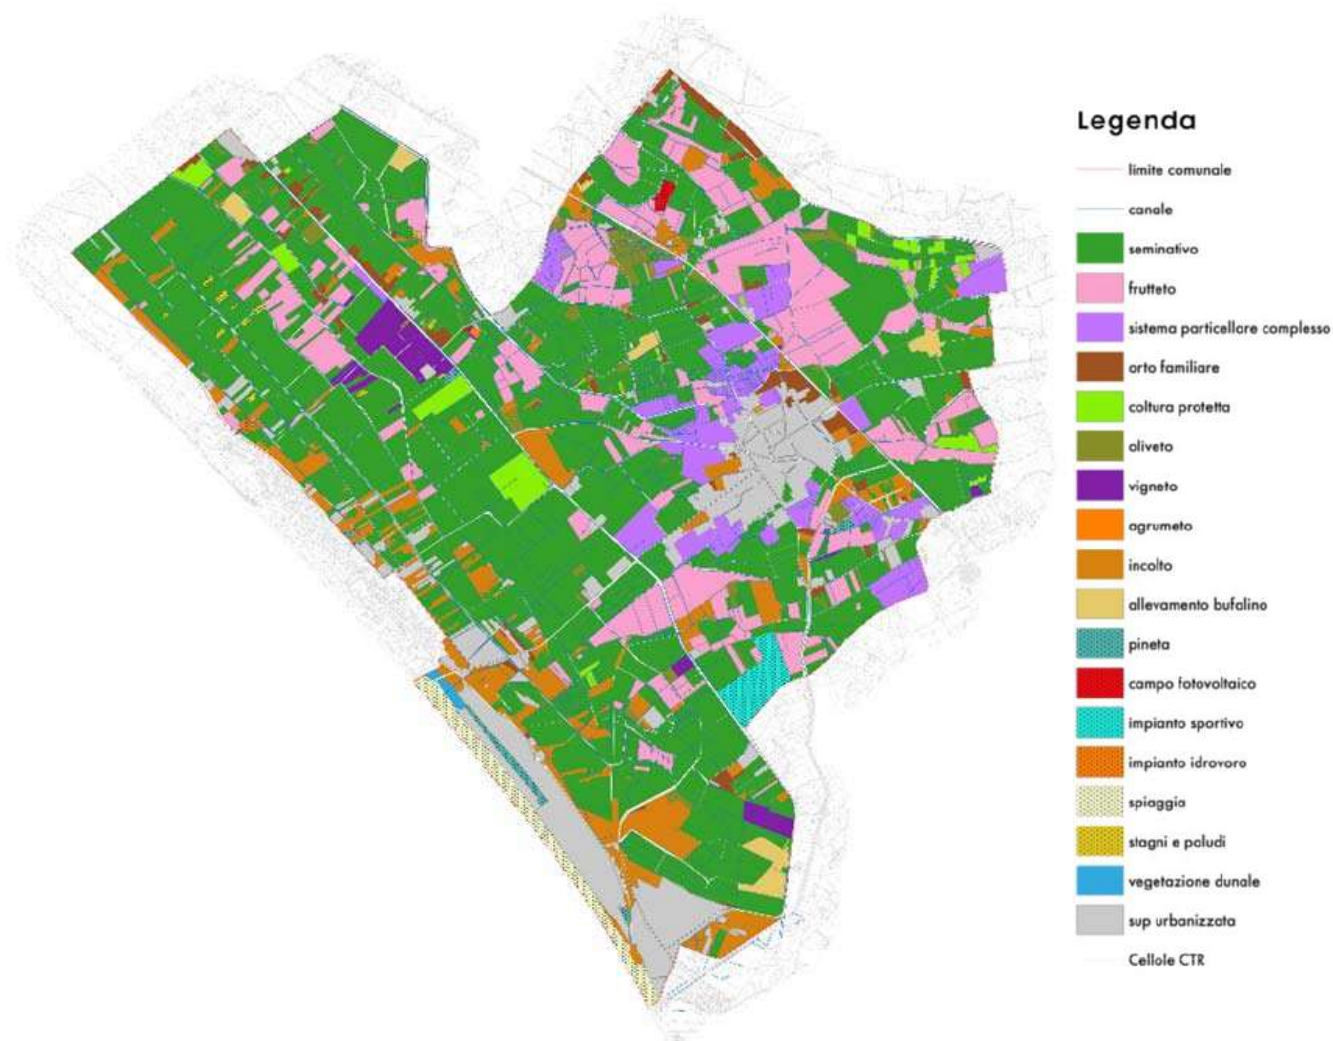 Legenda
limite comunale
canale
seminativo
frutteto
sistema particellare complesso
orto familiare
coltura protetta
oliveto
vigneto
agrumeto
incolto
allevamento bufalino
pineta
campo fotovoltaico
impianto sportivo
impianto idrovoro
spiaggia
stagni e paludi
vegetazione dunale
sup urbanizzata
Cellole CTR